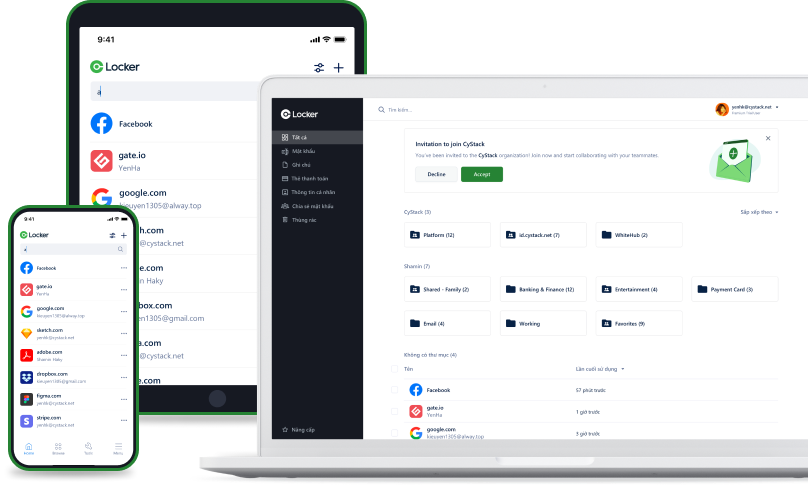 9:41
Locker
a
Facebook
gate.io
YenHa
google.com
kieuyen1305@alway.top
ch.com
@cystack.net
e.com
n Haky
box.com
en1305@gmail.com
a.com
@cystack.net
e.com
9:41
Locker
a
Facebook
gate.io
YenHa
google.com
kieuyen1305@alway.top
sketch.com
yenhk@cystack.net
adobe.com
Shamin Haky
dropbox.com
kieuyen1305@gmail.com
figma.com
yenhk@cystack.net
stripe.com
yenhk@cystack.net
Home
Browse
Tools
Menu
Locker
Tất cả
Mật khẩu
Ghi chú
Thẻ thanh toán
Thông tin cá nhân
Chia sẻ mật khẩu
Thùng rác
Nâng cấp
Tìm kiếm...
yenhk@cystack.net
Invitation to join CyStack
You've been invited to the CyStack organization! Join now and start collaborating with your teammates.
Decline
Accept
CyStack (3)
Sắp xếp theo
Platform (12)
id.cystack.net (7)
WhiteHub (2)
Shamin (7)
Shared - Family (2)
Banking & Finance (12)
Entertainment (4)
Payment Card (3)
Email (4)
Working
Favorites (9)
Không có thư mục (4)
Tên
Lần cuối sử dụng
Facebook
57 phút trước
gate.io
YenHa
1 giờ trước
google.com
kieuyen1305@alway.top
3 giờ trước